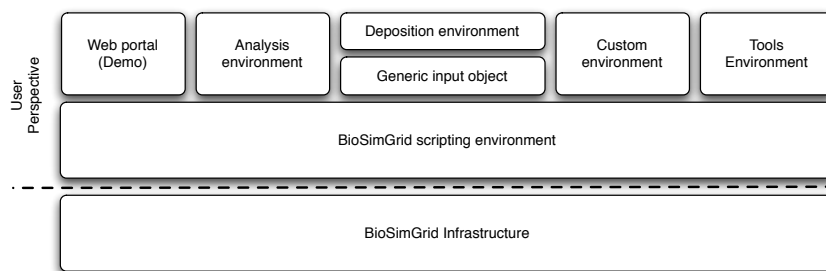 Web portal
(Demo)
Analysis
environment
Deposition environment
Generic input object
Custom
environment
Tools
Environment
User
Perspective
BioSimGrid scripting environment
BioSimGrid Infrastructure